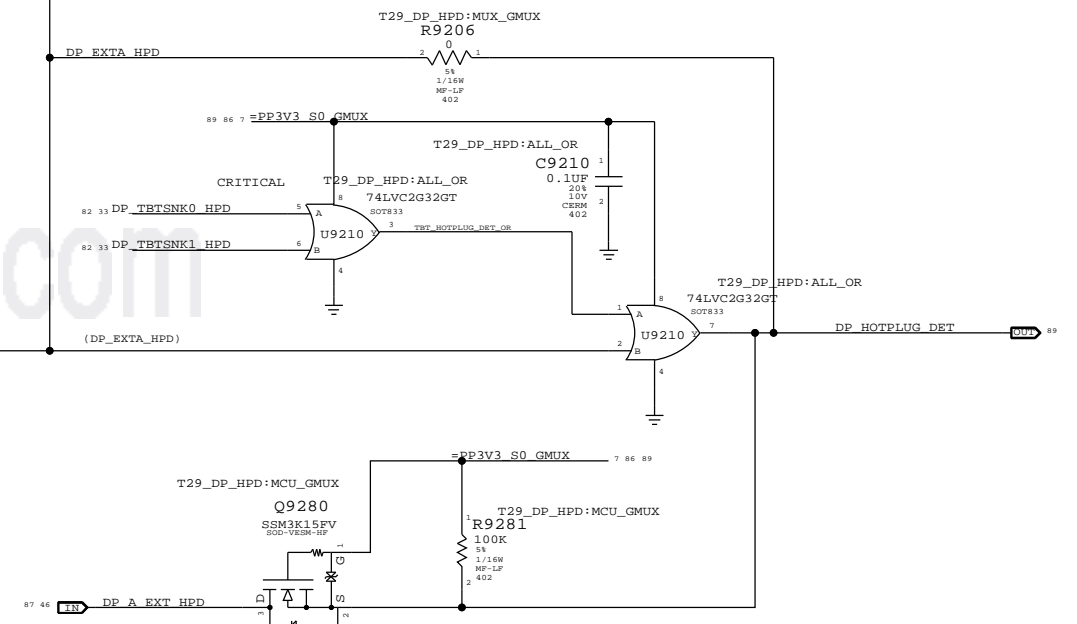 T29_DP_HPD:MUX_GMUX
R9206
0
DP_EXTA_HPD
2
1
5%
1/16W
MF-LF
402
89 86 7 =PP3V3_S0_GMUX
T29_DP_HPD:ALL_OR
C9210
1
0.1UF
20%
10V
CERM
402
2
CRITICAL
T29_DP_HPD:ALL_OR
8
74LVC2G32GT
SOT833
82 33 DP_TBTSNK0_HPD
5
A
U9210
Y
3
TBT_HOTPLUG_DET_OR
82 33 DP_TBTSNK1_HPD
6
B
4
com
T29_DP_HPD:ALL_OR
8
74LVC2G32GT
SOT833
1
A
U9210
Y
7
DP_HOTPLUG_DET
OUT
89
(DP_EXTA_HPD)
2
B
4
=PP3V3_S0_GMUX
7 86 89
T29_DP_HPD:MCU_GMUX
Q9280
SSM3K15FV
SOD-VESM-HF
T29_DP_HPD:MCU_GMUX
1
R9281
100K
5%
1/16W
MF-LF
402
2
1
G
D
S
3
2
87 46 IN DP_A_EXT_HPD